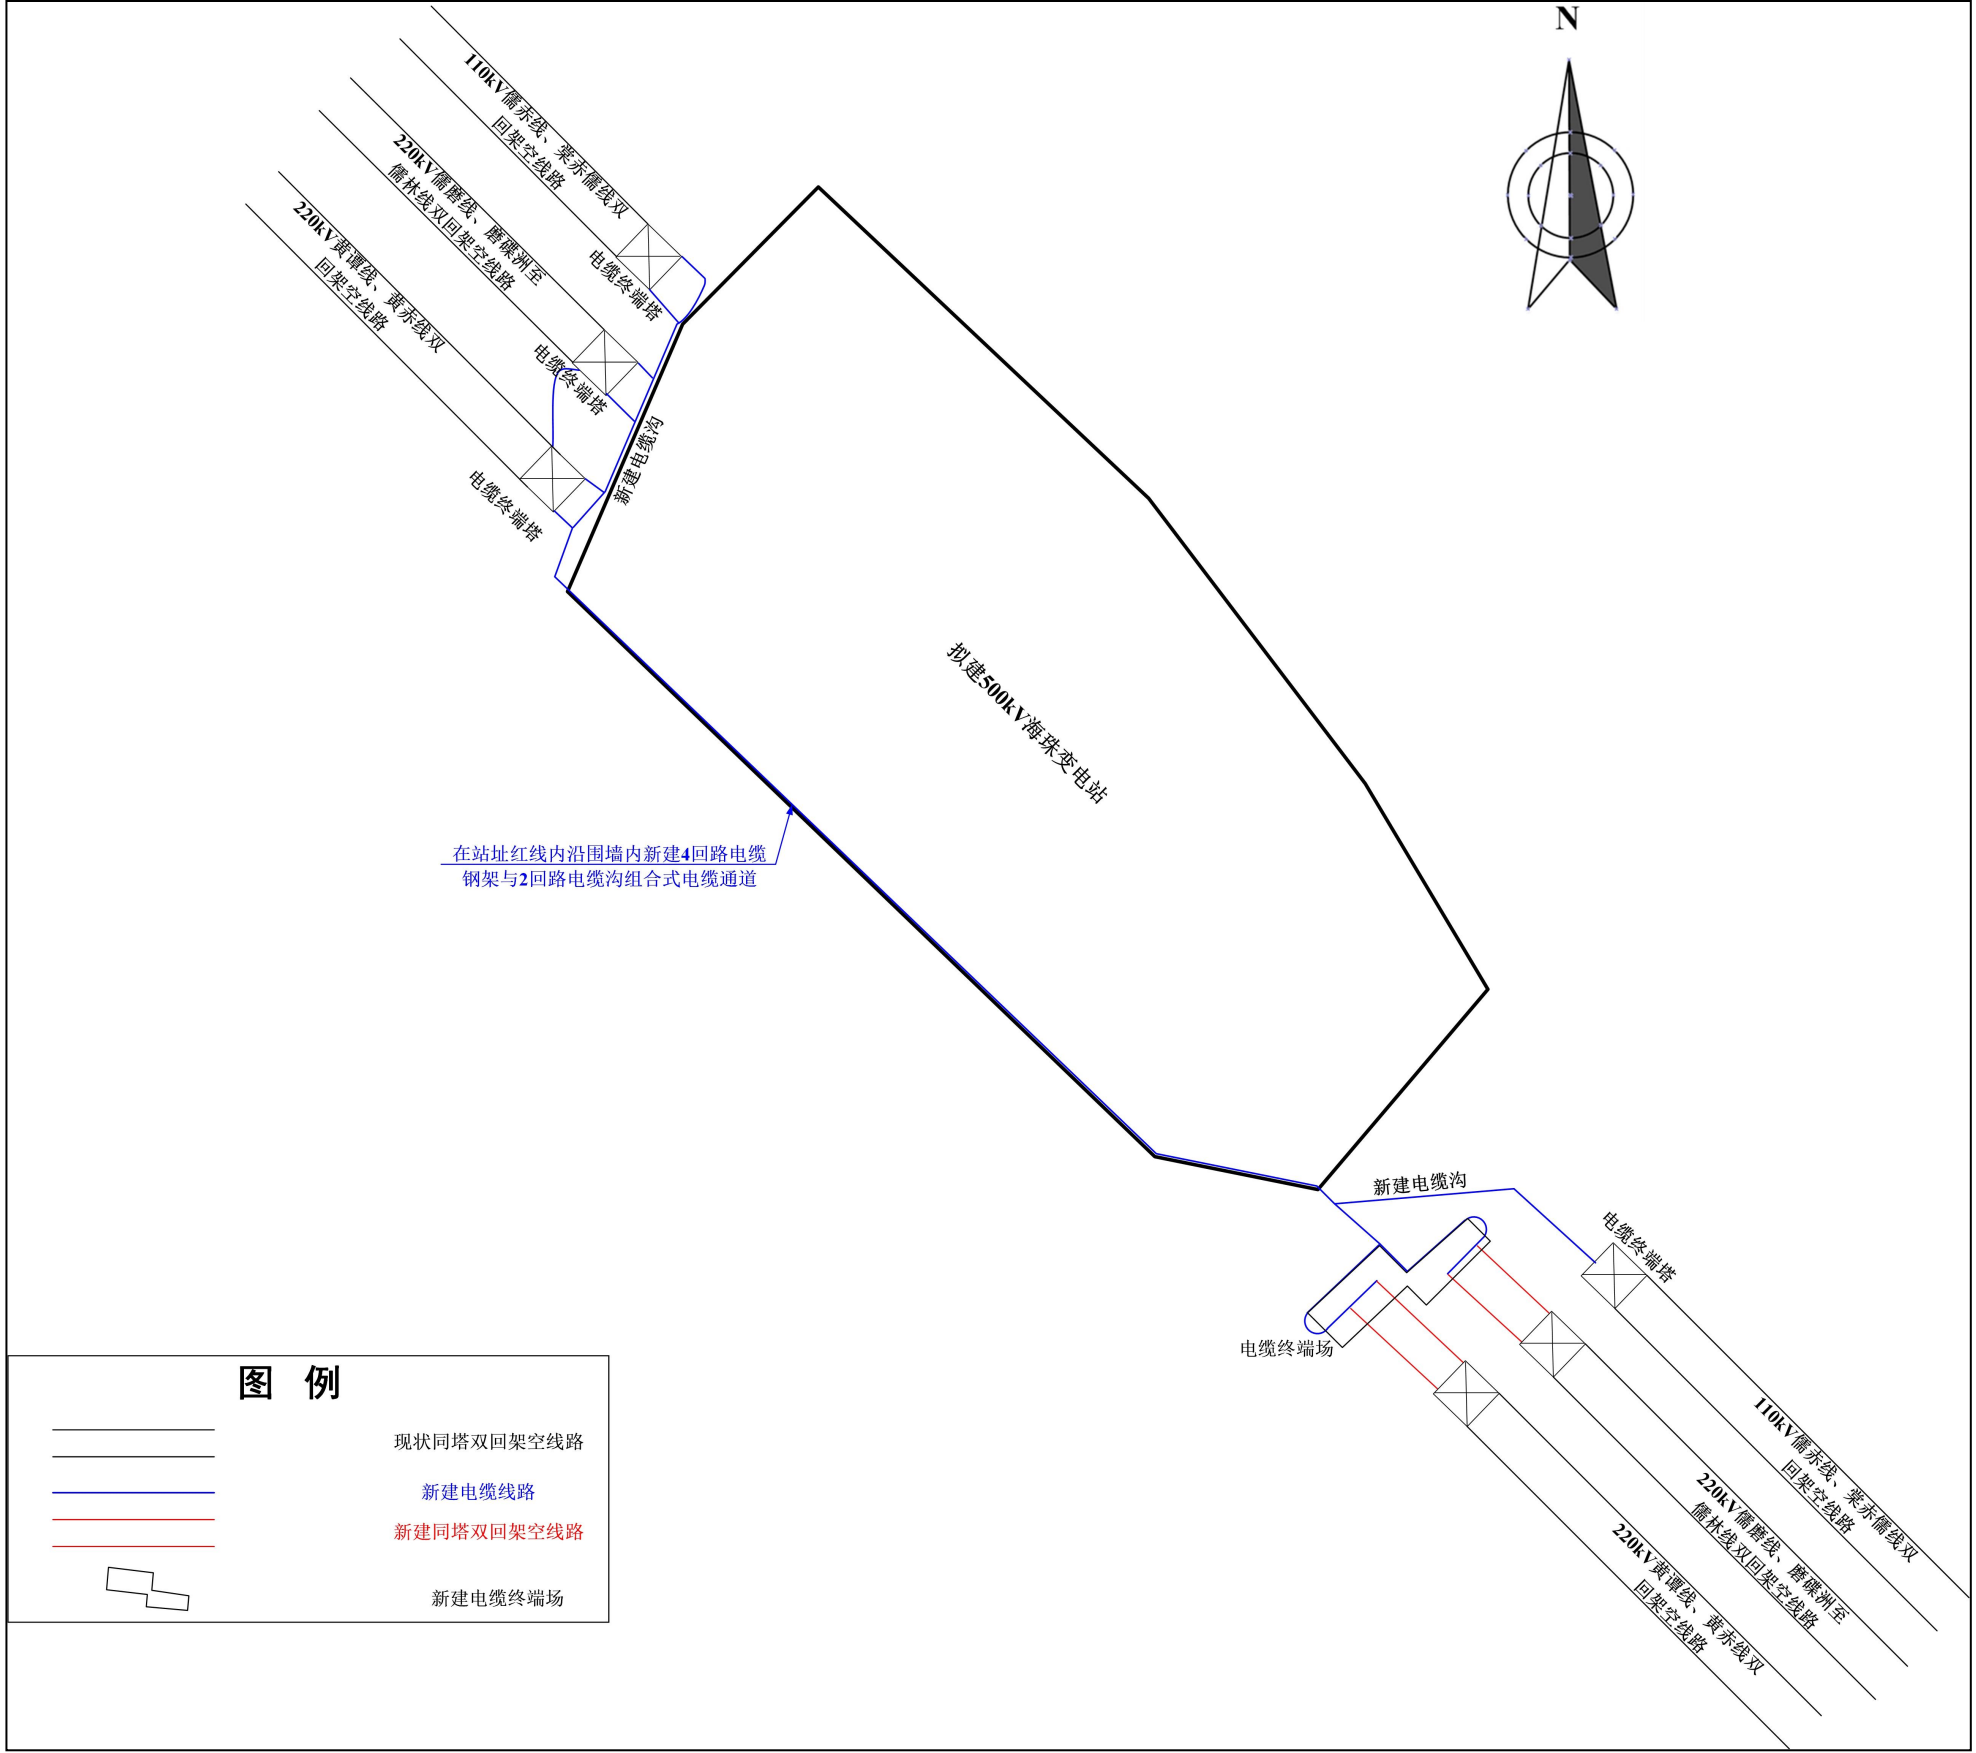 N
110kV儒赤线、棠赤儒线双
回架空线路
220kV儒磨线、磨碟洲至
儒林线双回架空线路
220kV黄谭线、黄赤线双
回架空线路
电缆终端塔
电缆终端塔
电缆终端塔
新建电缆沟
拟建500kV海珠变电站
在站址红线内沿围墙内新建4回路电缆
钢架与2回路电缆沟组合式电缆通道
新建电缆沟
电缆终端塔
电缆终端场
110kV儒赤线、棠赤儒线双
回架空线路
220kV儒磨线、磨碟洲至
儒林线双回架空线路
220kV黄谭线、黄赤线双
回架空线路
图 例
现状同塔双回架空线路
新建电缆线路
新建同塔双回架空线路
新建电缆终端场